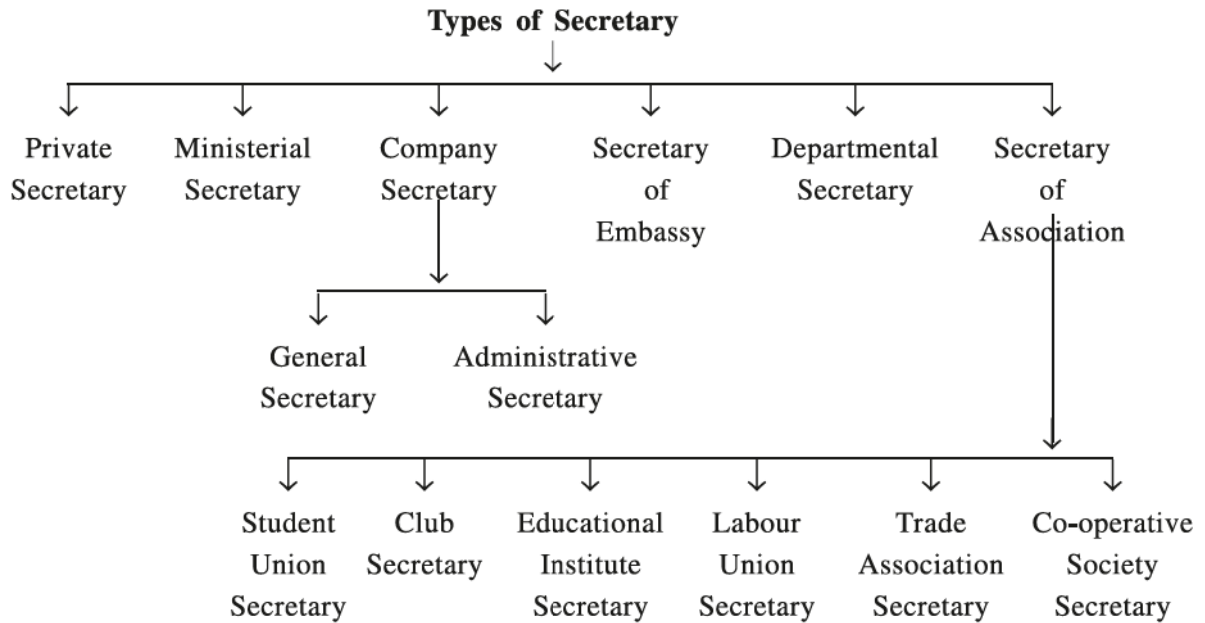 Types of Secretary
Private
Secretary
Ministerial
Secretary
Company
Secretary
Secretary
of
Embassy
Departmental
Secretary
Secretary
of
Association
General
Secretary
Administrative
Secretary
Student
Union
Secretary
Club
Secretary
Educational
Institute
Secretary
Labour
Union
Secretary
Trade
Association
Secretary
Co-operative
Society
Secretary